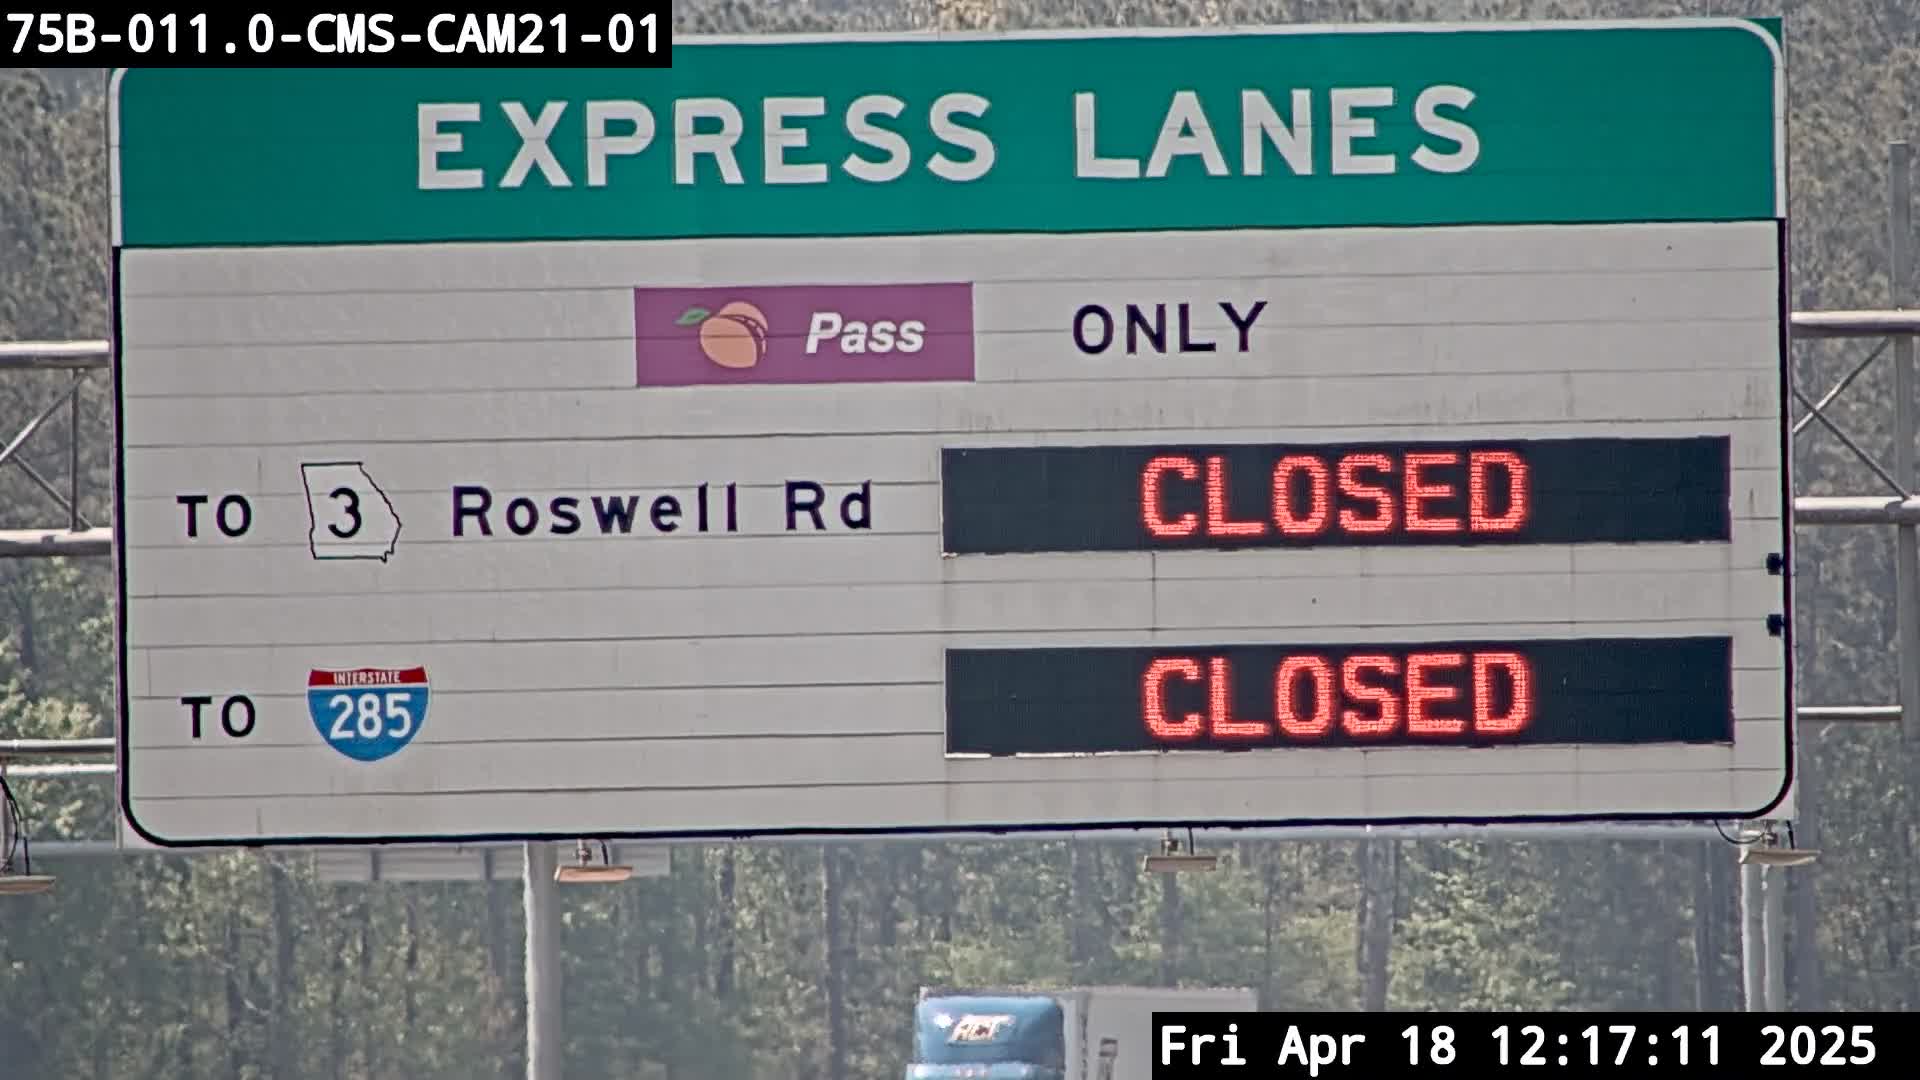 75B-011.0-CMS-CAM21-01
EXPRESS LANES
Pass ONLY
TO 3 Roswell Rd CLOSED
TO INTERSTATE 285 CLOSED
ACT
Fri Apr 18 12:17:11 2025